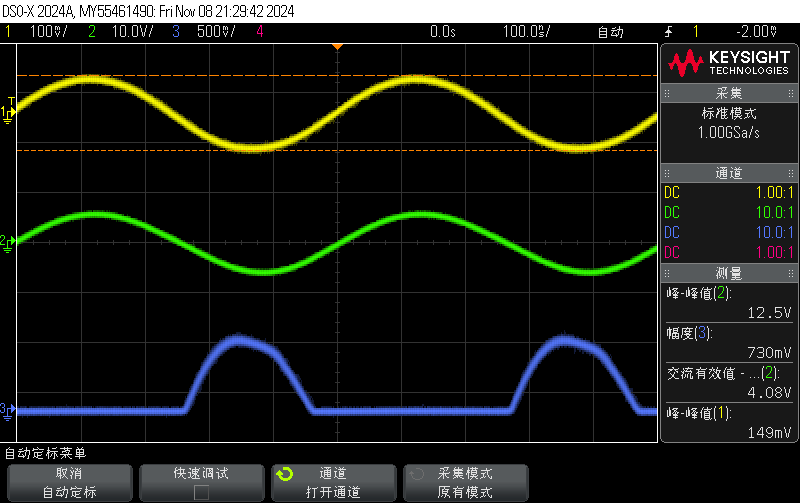 DSO-X 2024A, MY55461490: Fri Nov 08 21:29:42 2024
1 100V/ 2 10.0V/ 3 500V/ 4 0.0s 100.0s/ 自动 1 -2.00V
KEYSIGHT
TECHNOLOGIES
采集
标准模式
1.00GSa/s
通道
DC 1.00:1
DC 10.0:1
DC 10.0:1
DC 1.00:1
测量
峰-峰值(2):
12.5V
幅度(3):
730mV
交流有效值 - ...(2):
4.08V
峰-峰值(1):
149mV
1
T
2
3
自动定标菜单
取消
自动定标
快速调试
通道
打开通道
采集模式
原有模式